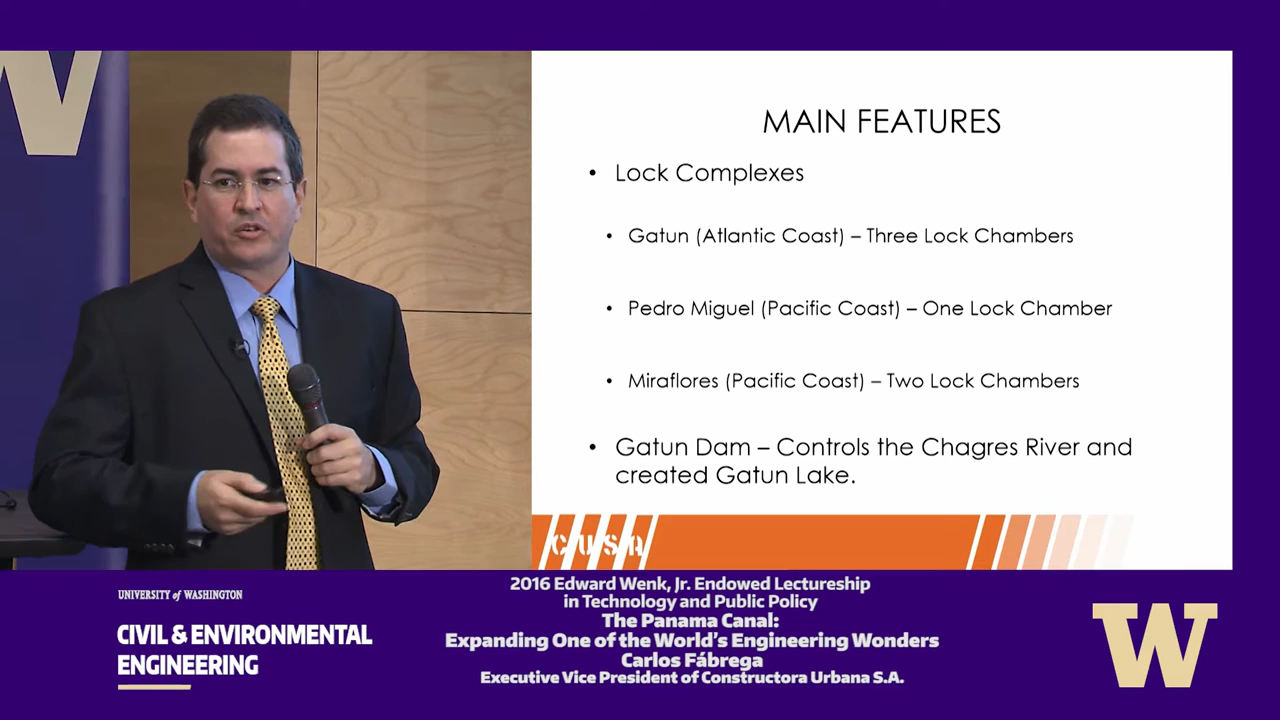 MAIN FEATURES
• Lock Complexes
• Gatun (Atlantic Coast) – Three Lock Chambers
• Pedro Miguel (Pacific Coast) – One Lock Chamber
• Miraflores (Pacific Coast) – Two Lock Chambers
• Gatun Dam – Controls the Chagres River and
created Gatun Lake.
CUSA
UNIVERSITY of WASHINGTON
CIVIL & ENVIRONMENTAL
ENGINEERING
2016 Edward Wenk, Jr. Endowed Lectureship
in Technology and Public Policy
The Panama Canal:
Expanding One of the World's Engineering Wonders
Carlos Fábrega
Executive Vice President of Constructora Urbana S.A.
W
W